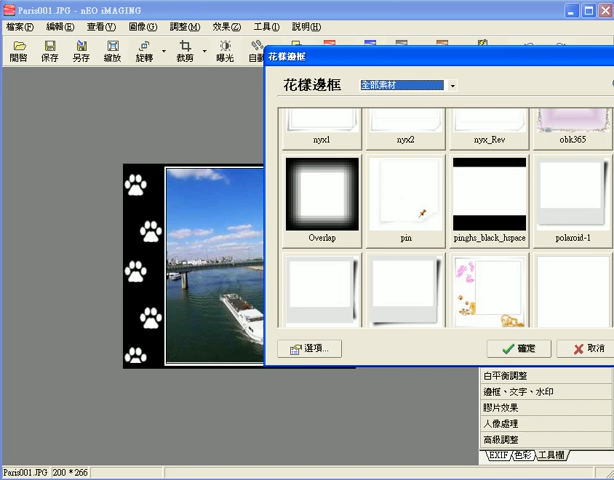 Paris001.JPG - nEO iMAGING
檔案(F) 編輯(E) 查看(V) 圖像(G) 調整(M) 效果(Z) 工具(I) 說明(H)
開啓 保存 另存 縮放 旋轉 裁剪 曝光 自動
花樣邊框
花樣邊框 全部素材
nyx1 nyx2 nyx_Rev obk365
Overlap pin pinghs_black_hspace polaroid-1
選項... 確定 取消
白平衡調整
邊框、文字、水印
膠片效果
人像處理
高級調整
EXIF 色彩 工具欄
Paris001.JPG 200 * 266